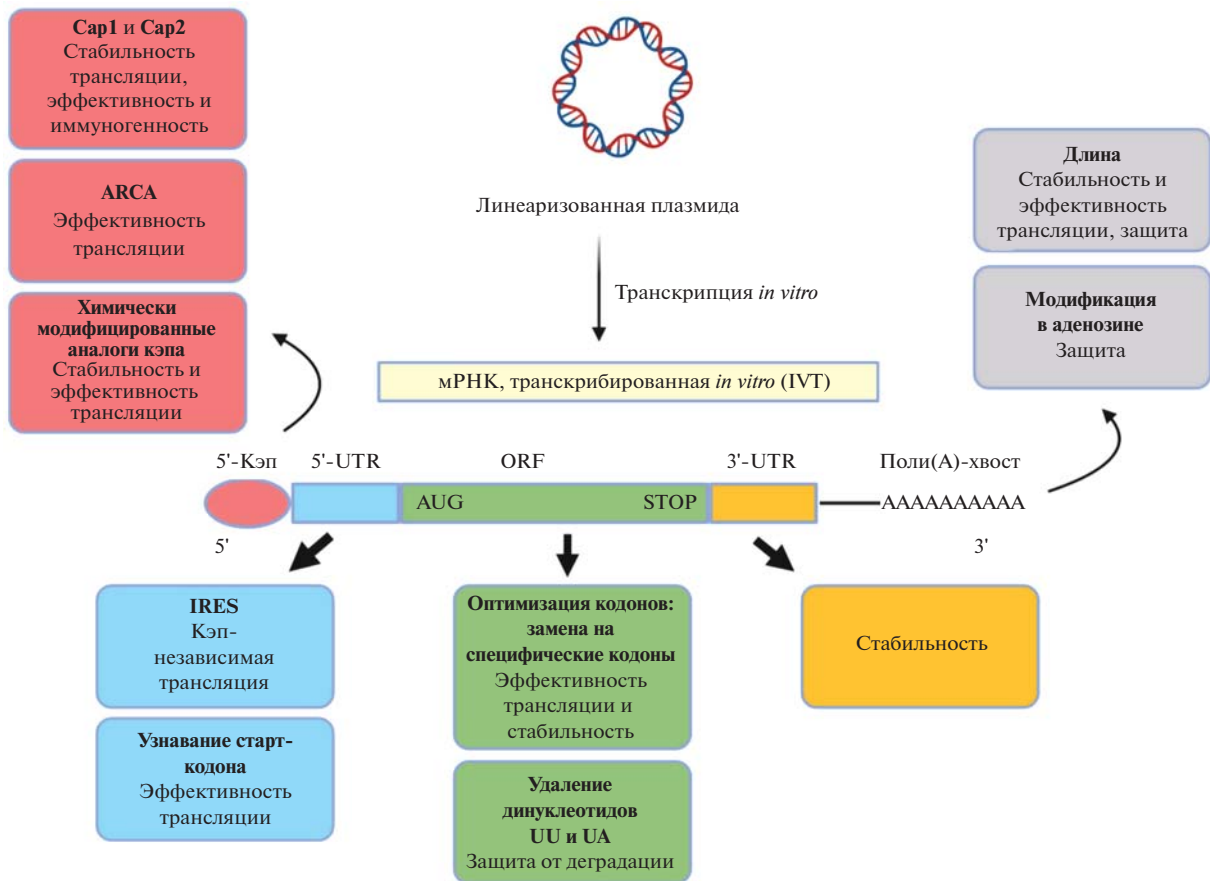 Cap1 и Cap2
Стабильность
трансляции,
эффективность и
иммуногенность
ARCA
Эффективность
трансляции
Химически
модифицированные
аналоги кэпа
Стабильность и
эффективность
трансляции
Линеаризованная плазмида
Транскрипция in vitro
мРНК, транскрибированная in vitro (IVT)
Длина
Стабильность и
эффективность
трансляции, защита
Модификация
в аденозине
Защита
5'-Кэп 5'-UTR ORF 3'-UTR Поли(А)-хвост
AUG STOP AAAAAAAAAA
5' 3'
IRES
Кэп-
независимая
трансляция
Узнавание старт-
кодона
Эффективность
трансляции
Оптимизация кодонов:
замена на
специфические кодоны
Эффективность
трансляции и
стабильность
Удаление
динуклеотидов
UU и UA
Защита от деградации
Стабильность